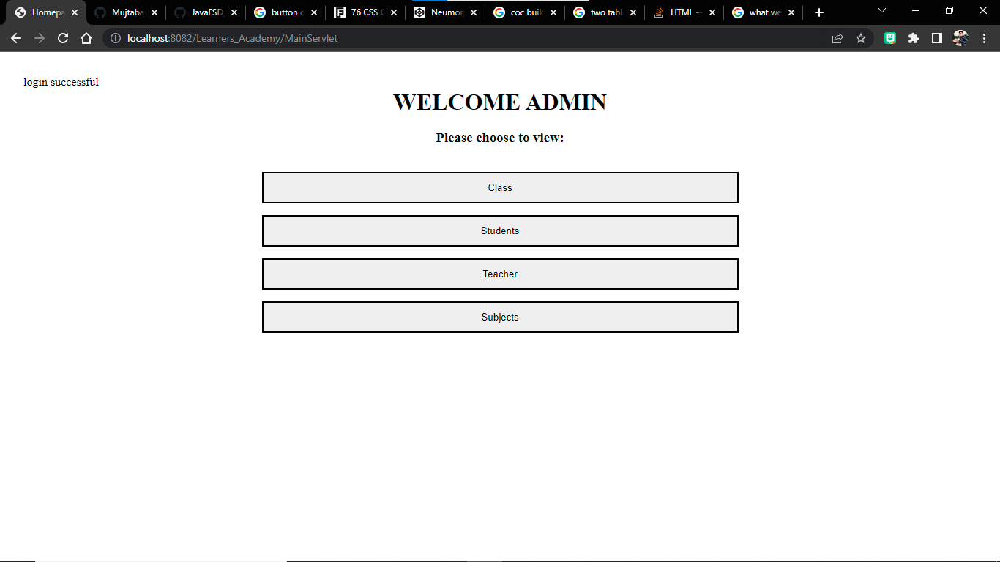 Homepa
Mujtaba
JavaFSD
button c
76 CSS
Neumor
coc buil
two tabl
HTML --
what we
localhost:8082/Learners_Academy/MainServlet
login successful
WELCOME ADMIN
Please choose to view:
Class
Students
Teacher
Subjects